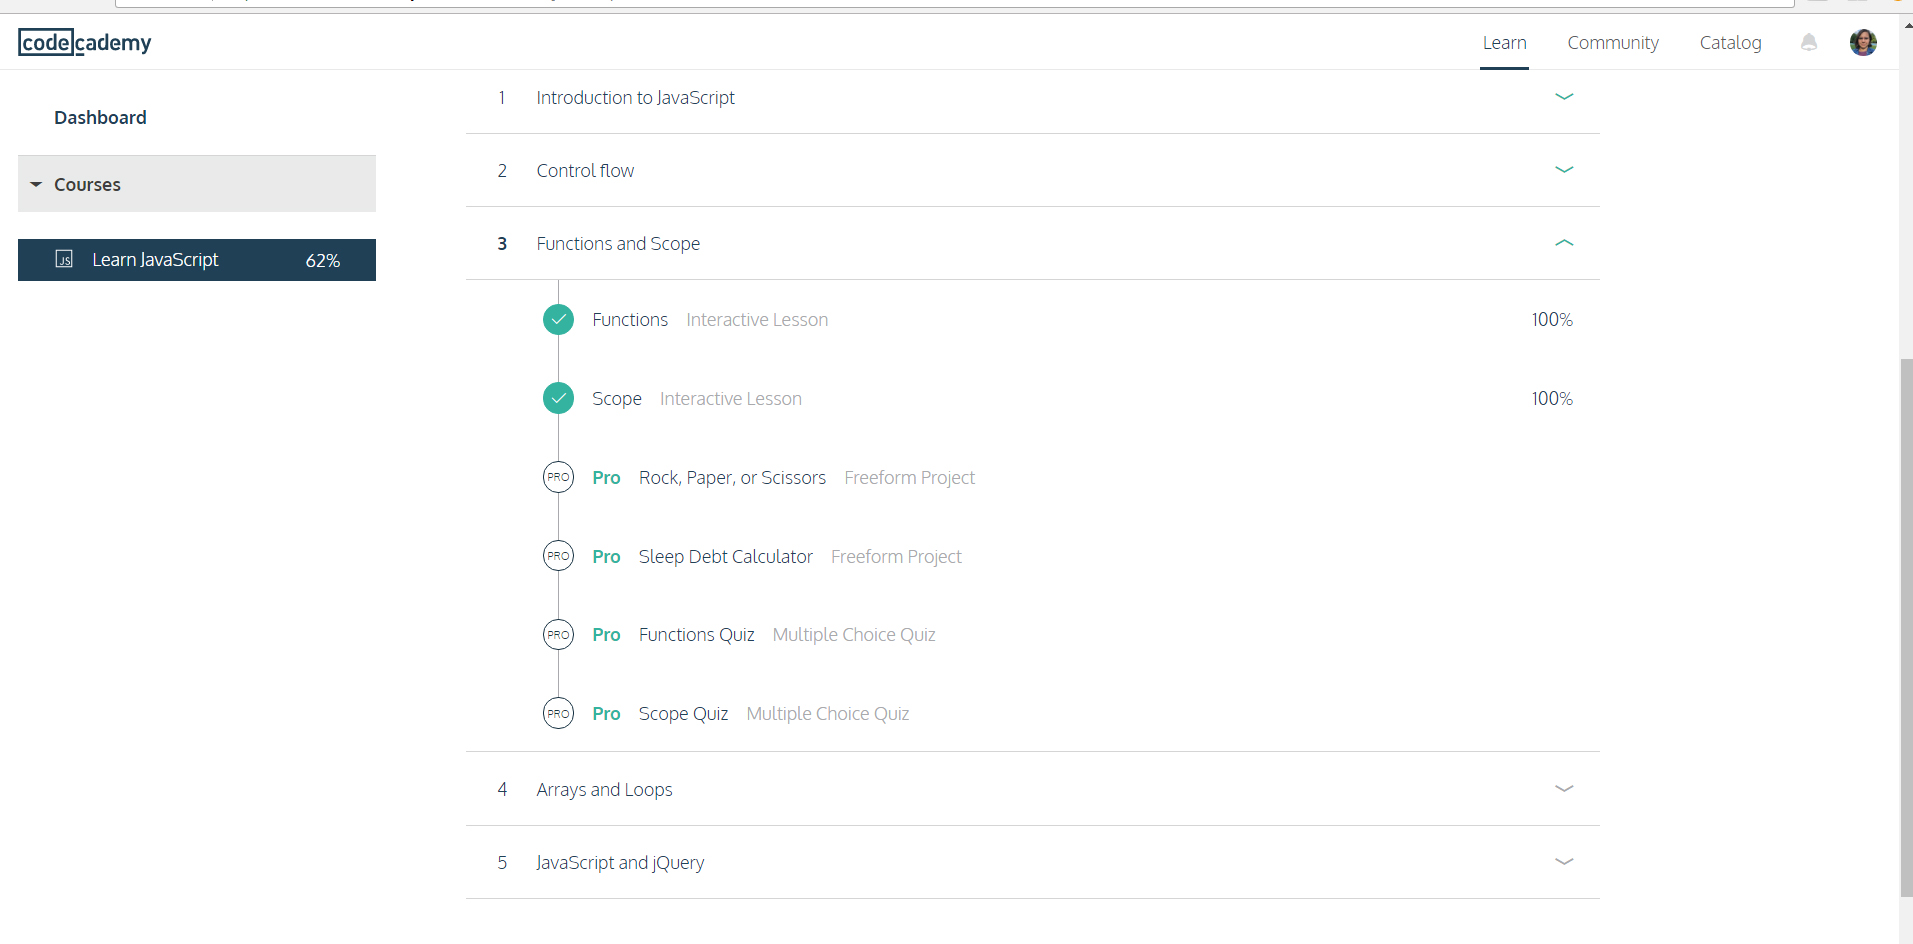 codecademy
Learn Community Catalog
Dashboard
Courses
JS Learn JavaScript 62%
1 Introduction to JavaScript
2 Control flow
3 Functions and Scope
Functions Interactive Lesson 100%
Scope Interactive Lesson 100%
PRO Pro Rock, Paper, or Scissors Freeform Project
PRO Pro Sleep Debt Calculator Freeform Project
PRO Pro Functions Quiz Multiple Choice Quiz
PRO Pro Scope Quiz Multiple Choice Quiz
4 Arrays and Loops
5 JavaScript and jQuery